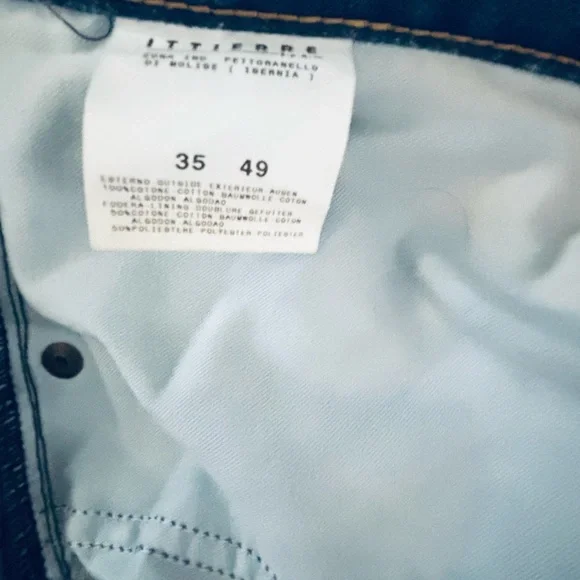 ITTIERRE
S.P.A.
ZONA IND PETTORANELLO
DI MOLISE ( ISERNIA )
35 49
ESTERNO-OUTSIDE EXTERIEUR AUSEN
100%COTONE COTTON BAUMWOLLE COTON
ALGODON ALGODAO
FODERA-LINING DOUBLURE GEFUTTER
50%COTONE COTTON BAUMWOLLE COTON
ALGODON ALGODAO
50%POLIESTERE POLYESTER POLYESTER